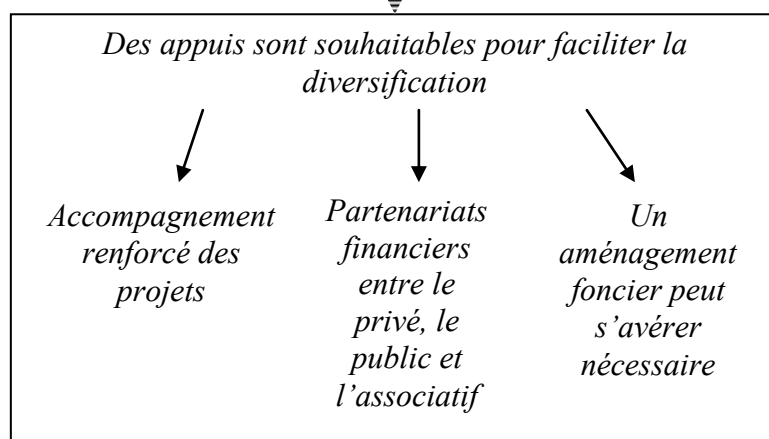 Des appuis sont souhaitables pour faciliter la
diversification
Accompagnement
renforcé des
projets
Partenariats
financiers
entre le
privé, le
public et
l’associatif
Un
aménagement
foncier peut
s’avérer
nécessaire